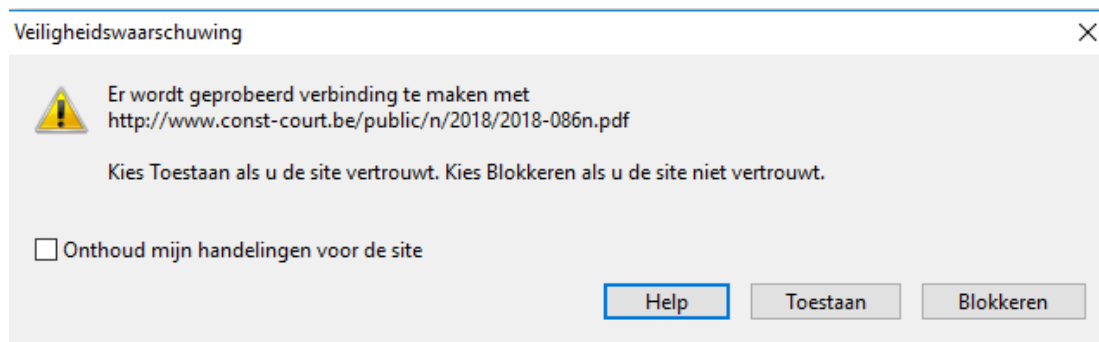 Veiligheidswaarschuwing
Er wordt geprobeerd verbinding te maken met
http://www.const-court.be/public/n/2018/2018-086n.pdf
Kies Toestaan als u de site vertrouwt. Kies Blokkeren als u de site niet vertrouwt.
Onthoud mijn handelingen voor de site
Help Toestaan Blokkeren